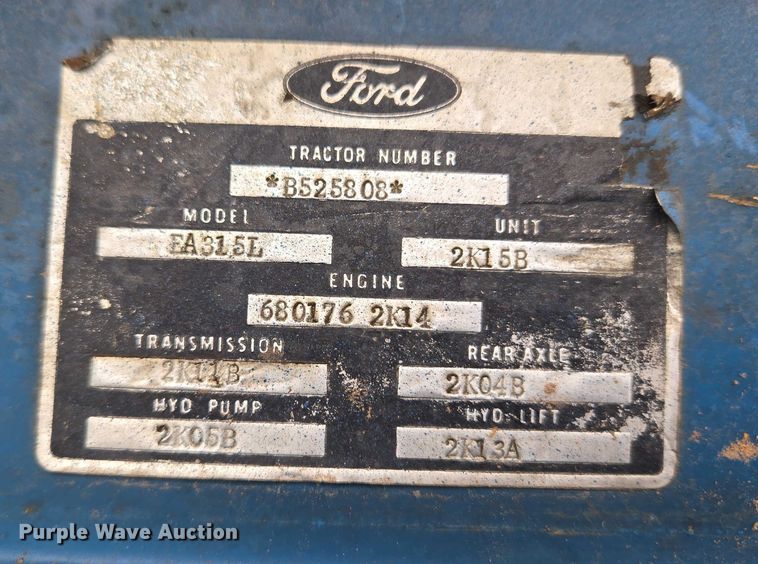 Ford
TRACTOR NUMBER
*B525808*
MODEL UNIT
EA315L 2K15B
ENGINE
680176 2K14
TRANSMISSION REAR AXLE
2K11B 2K04B
HYD PUMP HYD. LIFT
2K05B 2K13A
Purple Wave Auction